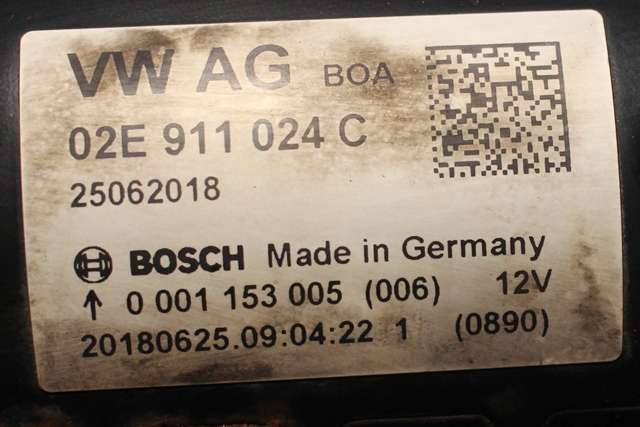 VW AG BOA
02E 911 024 C
25062018
BOSCH Made in Germany
↑ 0 001 153 005 (006) 12V
20180625.09:04:22 1 (0890)